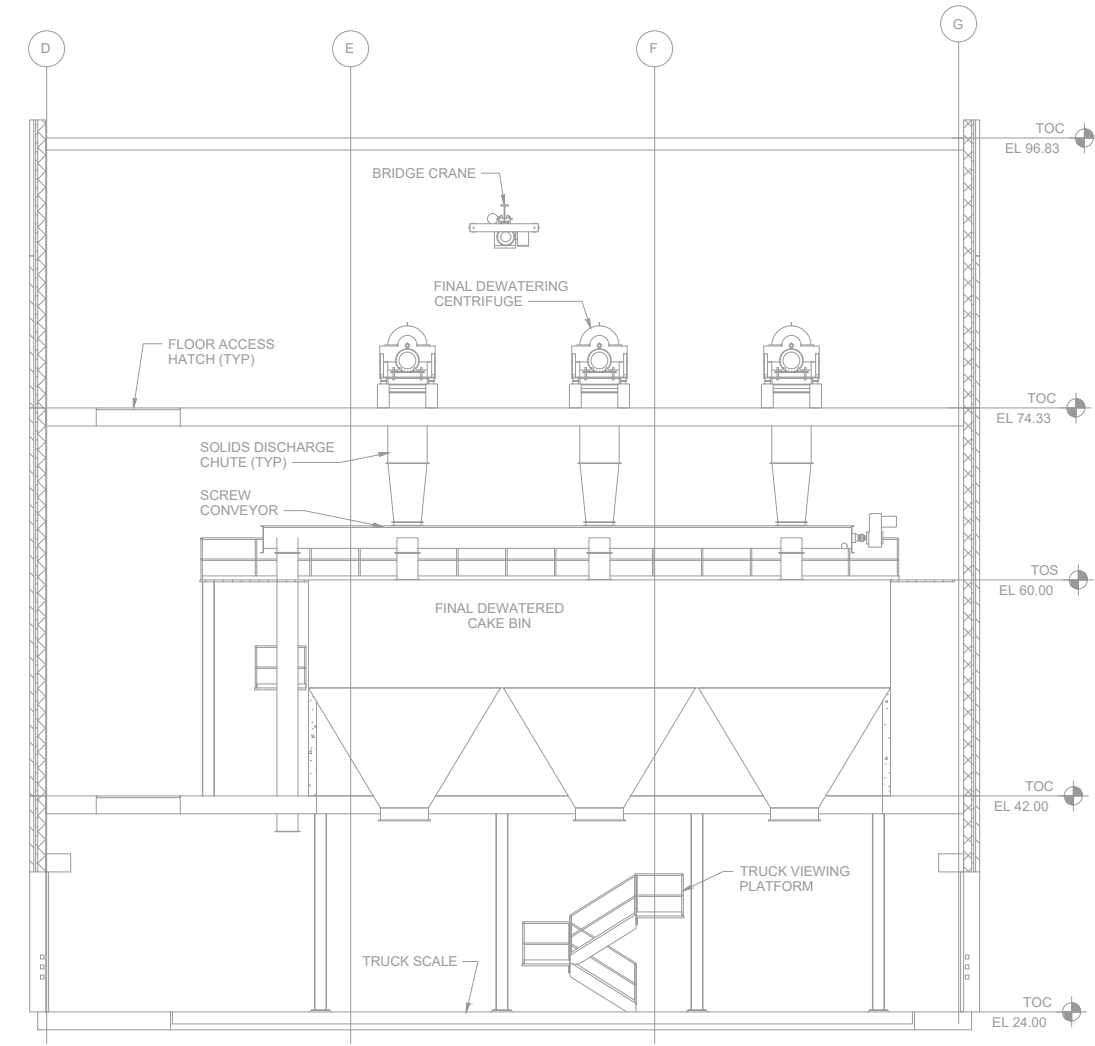 D
E
F
G
TOC
EL 96.83
BRIDGE CRANE
FINAL DEWATERING
CENTRIFUGE
FLOOR ACCESS
HATCH (TYP)
TOC
EL 74.33
SOLIDS DISCHARGE
CHUTE (TYP)
SCREW
CONVEYOR
TOS
EL 60.00
FINAL DEWATERED
CAKE BIN
TOC
EL 42.00
TRUCK VIEWING
PLATFORM
TRUCK SCALE
TOC
EL 24.00